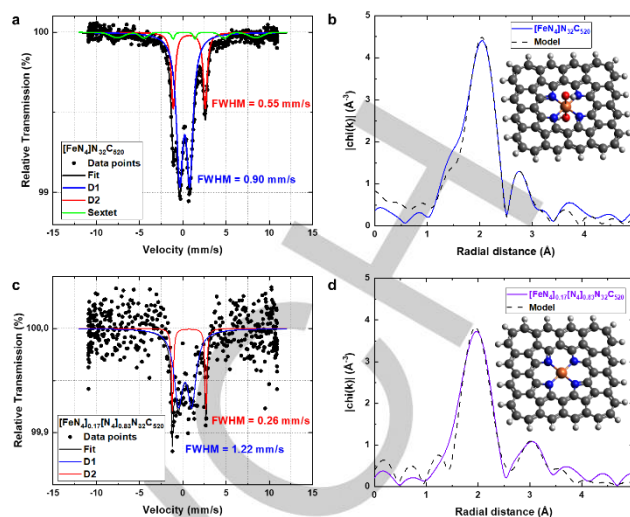 a
100
99
Relative Transmission (%)
FWHM = 0.55 mm/s
FWHM = 0.90 mm/s
[FeN₄]N₃₂C₅₂₀
Data points
Fit
D1
D2
Sextet
-15 -10 -5 0 5 10 15
Velocity (mm/s)
b
5
4
3
2
1
0
|chi(k)| (Å⁻³)
[FeN₄]N₃₂C₅₂₀
Model
0 1 2 3 4 5
Radial distance (Å)
c
100,0
99,9
Relative Transmission (%)
FWHM = 0.26 mm/s
FWHM = 1.22 mm/s
[FeN₄]₀.₁₇[N₄]₀.₈₃N₃₂C₅₂₀
Data points
Fit
D1
D2
-15 -10 -5 0 5 10 15
Velocity (mm/s)
d
5
4
3
2
1
0
|chi(k)| (Å⁻³)
[FeN₄]₀.₁₇[N₄]₀.₈₃N₃₂C₅₂₀
Model
0 1 2 3 4 5
Radial distance (Å)